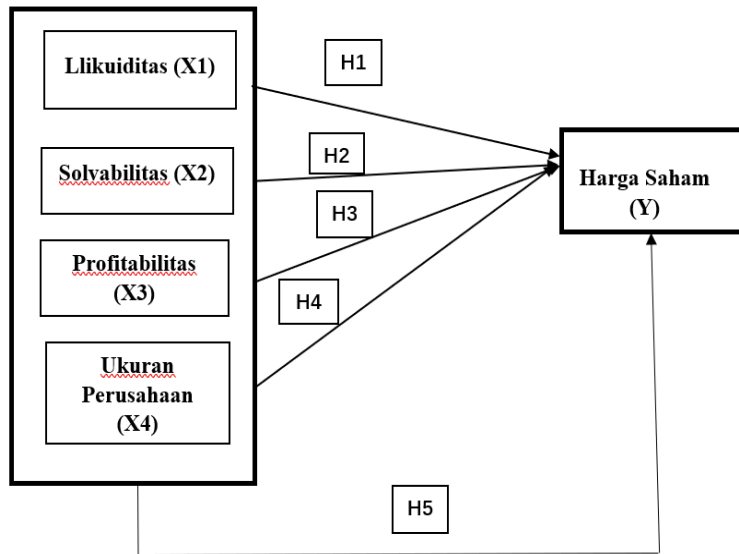 Llikuiditas (X1)
H1
Solvabilitas (X2)
H2
Harga Saham
(Y)
H3
Profitabilitas
(X3)
H4
Ukuran
Perusahaan
(X4)
H5